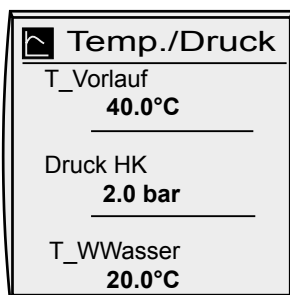 Temp./Druck
T_Vorlauf
40.0°C
Druck HK
2.0 bar
T_WWasser
20.0°C